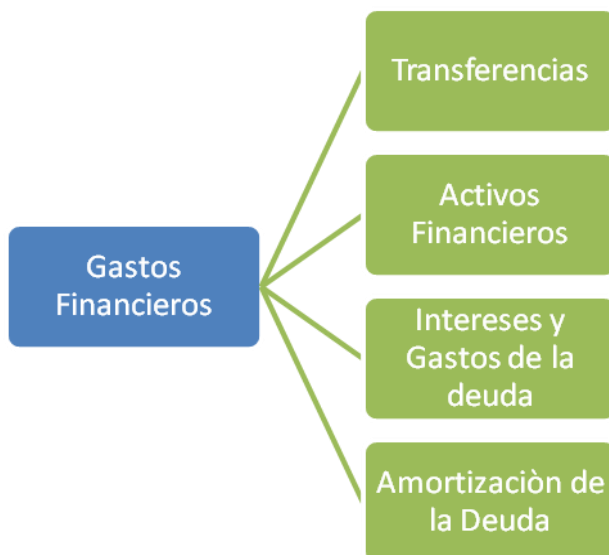 Transferencias
Activos
Financieros
Gastos
Financieros
Intereses y
Gastos de la
deuda
Amortizaciòn de
la Deuda